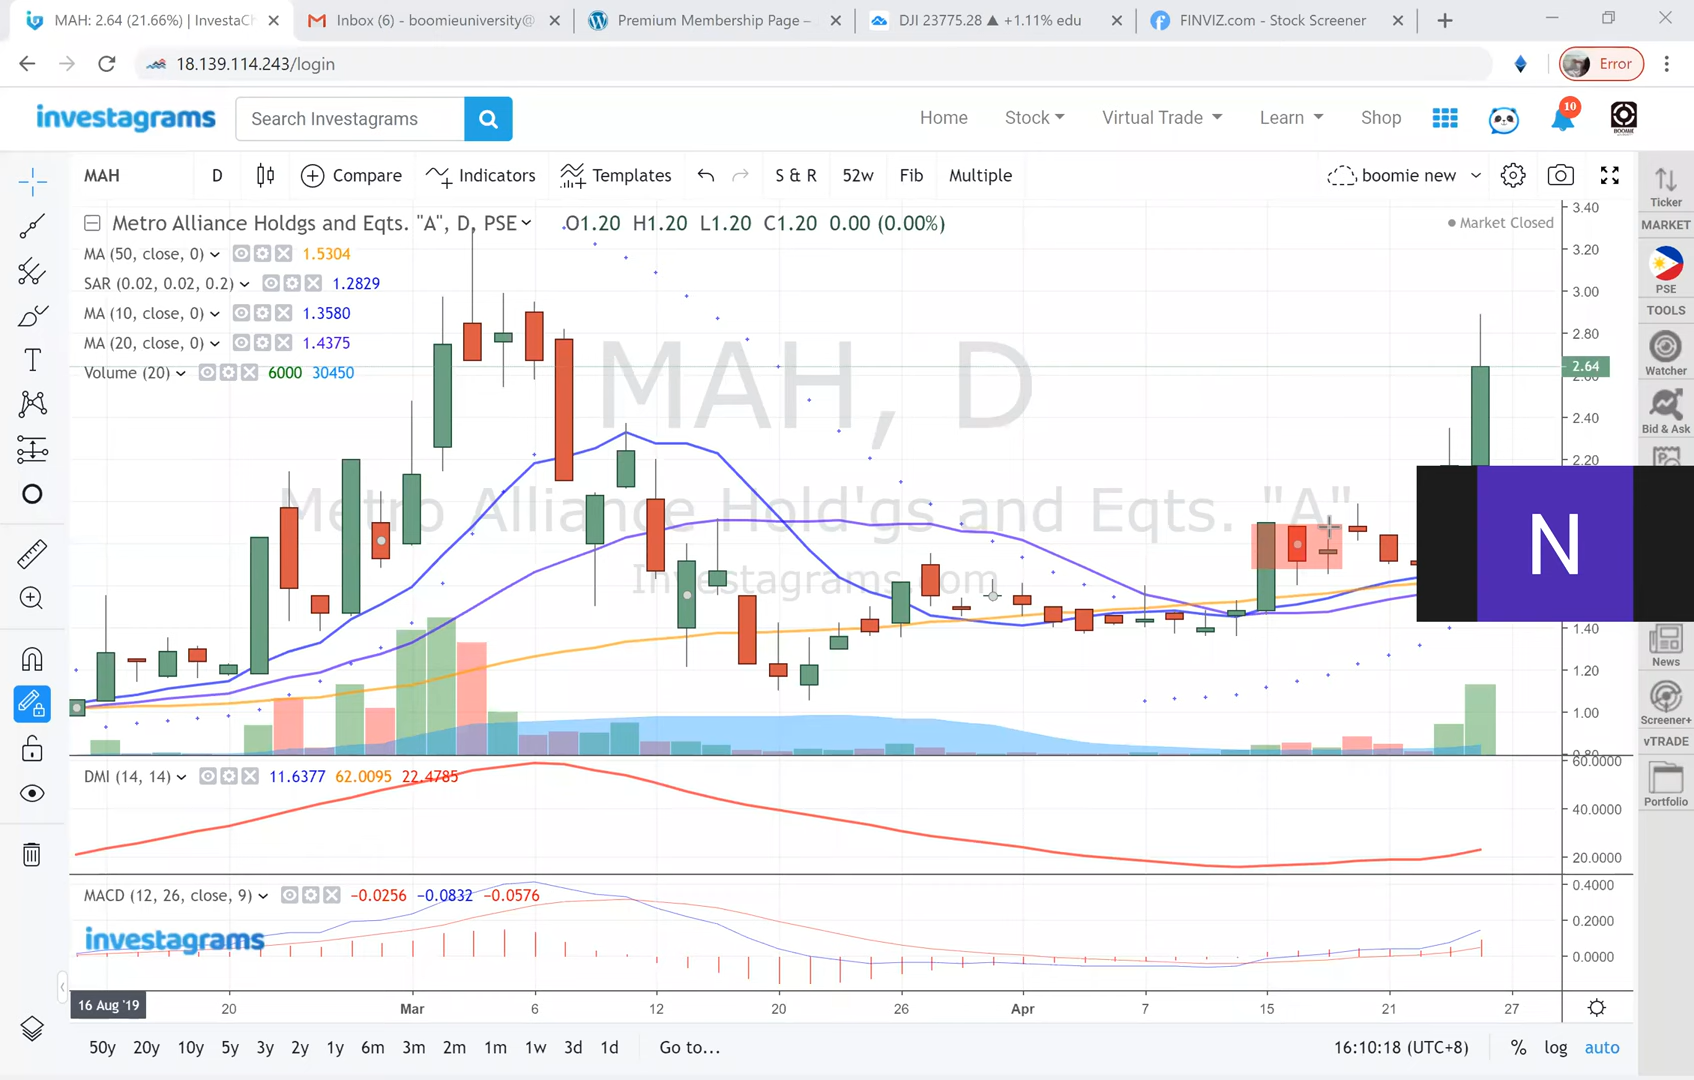 MAH: 2.64 (21.66%) | InvestaCh
Inbox (6) - boomieuniversity@
Premium Membership Page –
DJI 23775.28 ▲ +1.11% edu
FINVIZ.com - Stock Screener
18.139.114.243/login
Error
investagrams
Search Investagrams
Home
Stock
Virtual Trade
Learn
Shop
10
MAH
D
Compare
Indicators
Templates
S & R
52w
Fib
Multiple
boomie new
Ticker
Metro Alliance Holdgs and Eqts. "A", D, PSE
O1.20 H1.20 L1.20 C1.20 0.00 (0.00%)
Market Closed
MARKET
MA (50, close, 0) 1.5304
SAR (0.02, 0.02, 0.2) 1.2829
MA (10, close, 0) 1.3580
MA (20, close, 0) 1.4375
Volume (20) 6000 30450
PSE
TOOLS
Watcher
Bid & Ask
MAH, D
Metro Alliance Hold'gs and Eqts. "A"
Investagrams.com
N
3.40
3.20
3.00
2.80
2.64
2.60
2.40
2.20
1.40
1.20
1.00
0.80
News
Screener+
vTRADE
Portfolio
DMI (14, 14) 11.6377 62.0095 22.4785
60.0000
40.0000
20.0000
MACD (12, 26, close, 9) -0.0256 -0.0832 -0.0576
investagrams
0.4000
0.2000
0.0000
16 Aug '19
20
Mar
6
12
20
26
Apr
7
15
21
27
50y 20y 10y 5y 3y 2y 1y 6m 3m 2m 1m 1w 3d 1d Go to...
16:10:18 (UTC+8)
% log auto